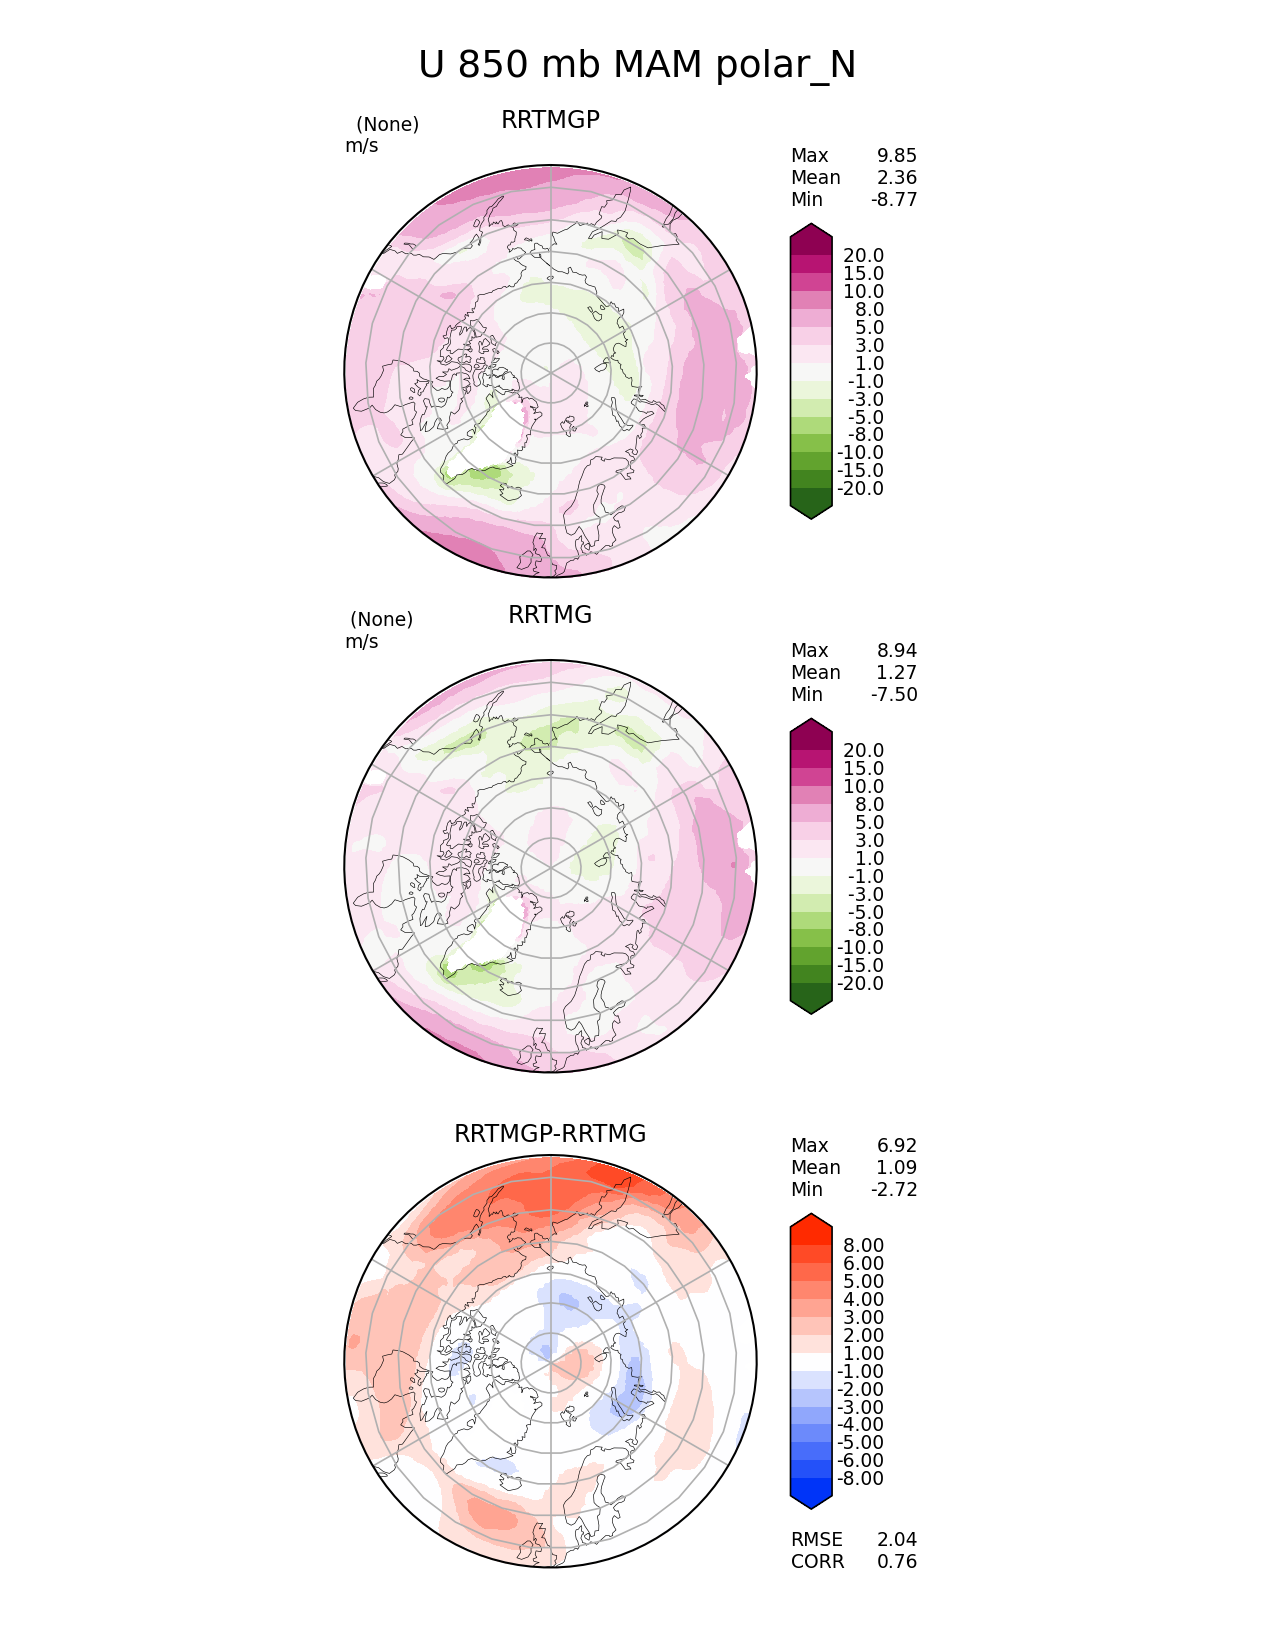 U 850 mb MAM polar_N
(None)
RRTMGP
m/s
Max 9.85
Mean 2.36
Min -8.77
20.0
15.0
10.0
8.0
5.0
3.0
1.0
-1.0
-3.0
-5.0
-8.0
-10.0
-15.0
-20.0
(None)
RRTMG
m/s
Max 8.94
Mean 1.27
Min -7.50
20.0
15.0
10.0
8.0
5.0
3.0
1.0
-1.0
-3.0
-5.0
-8.0
-10.0
-15.0
-20.0
RRTMGP-RRTMG
Max 6.92
Mean 1.09
Min -2.72
8.00
6.00
5.00
4.00
3.00
2.00
1.00
-1.00
-2.00
-3.00
-4.00
-5.00
-6.00
-8.00
RMSE 2.04
CORR 0.76